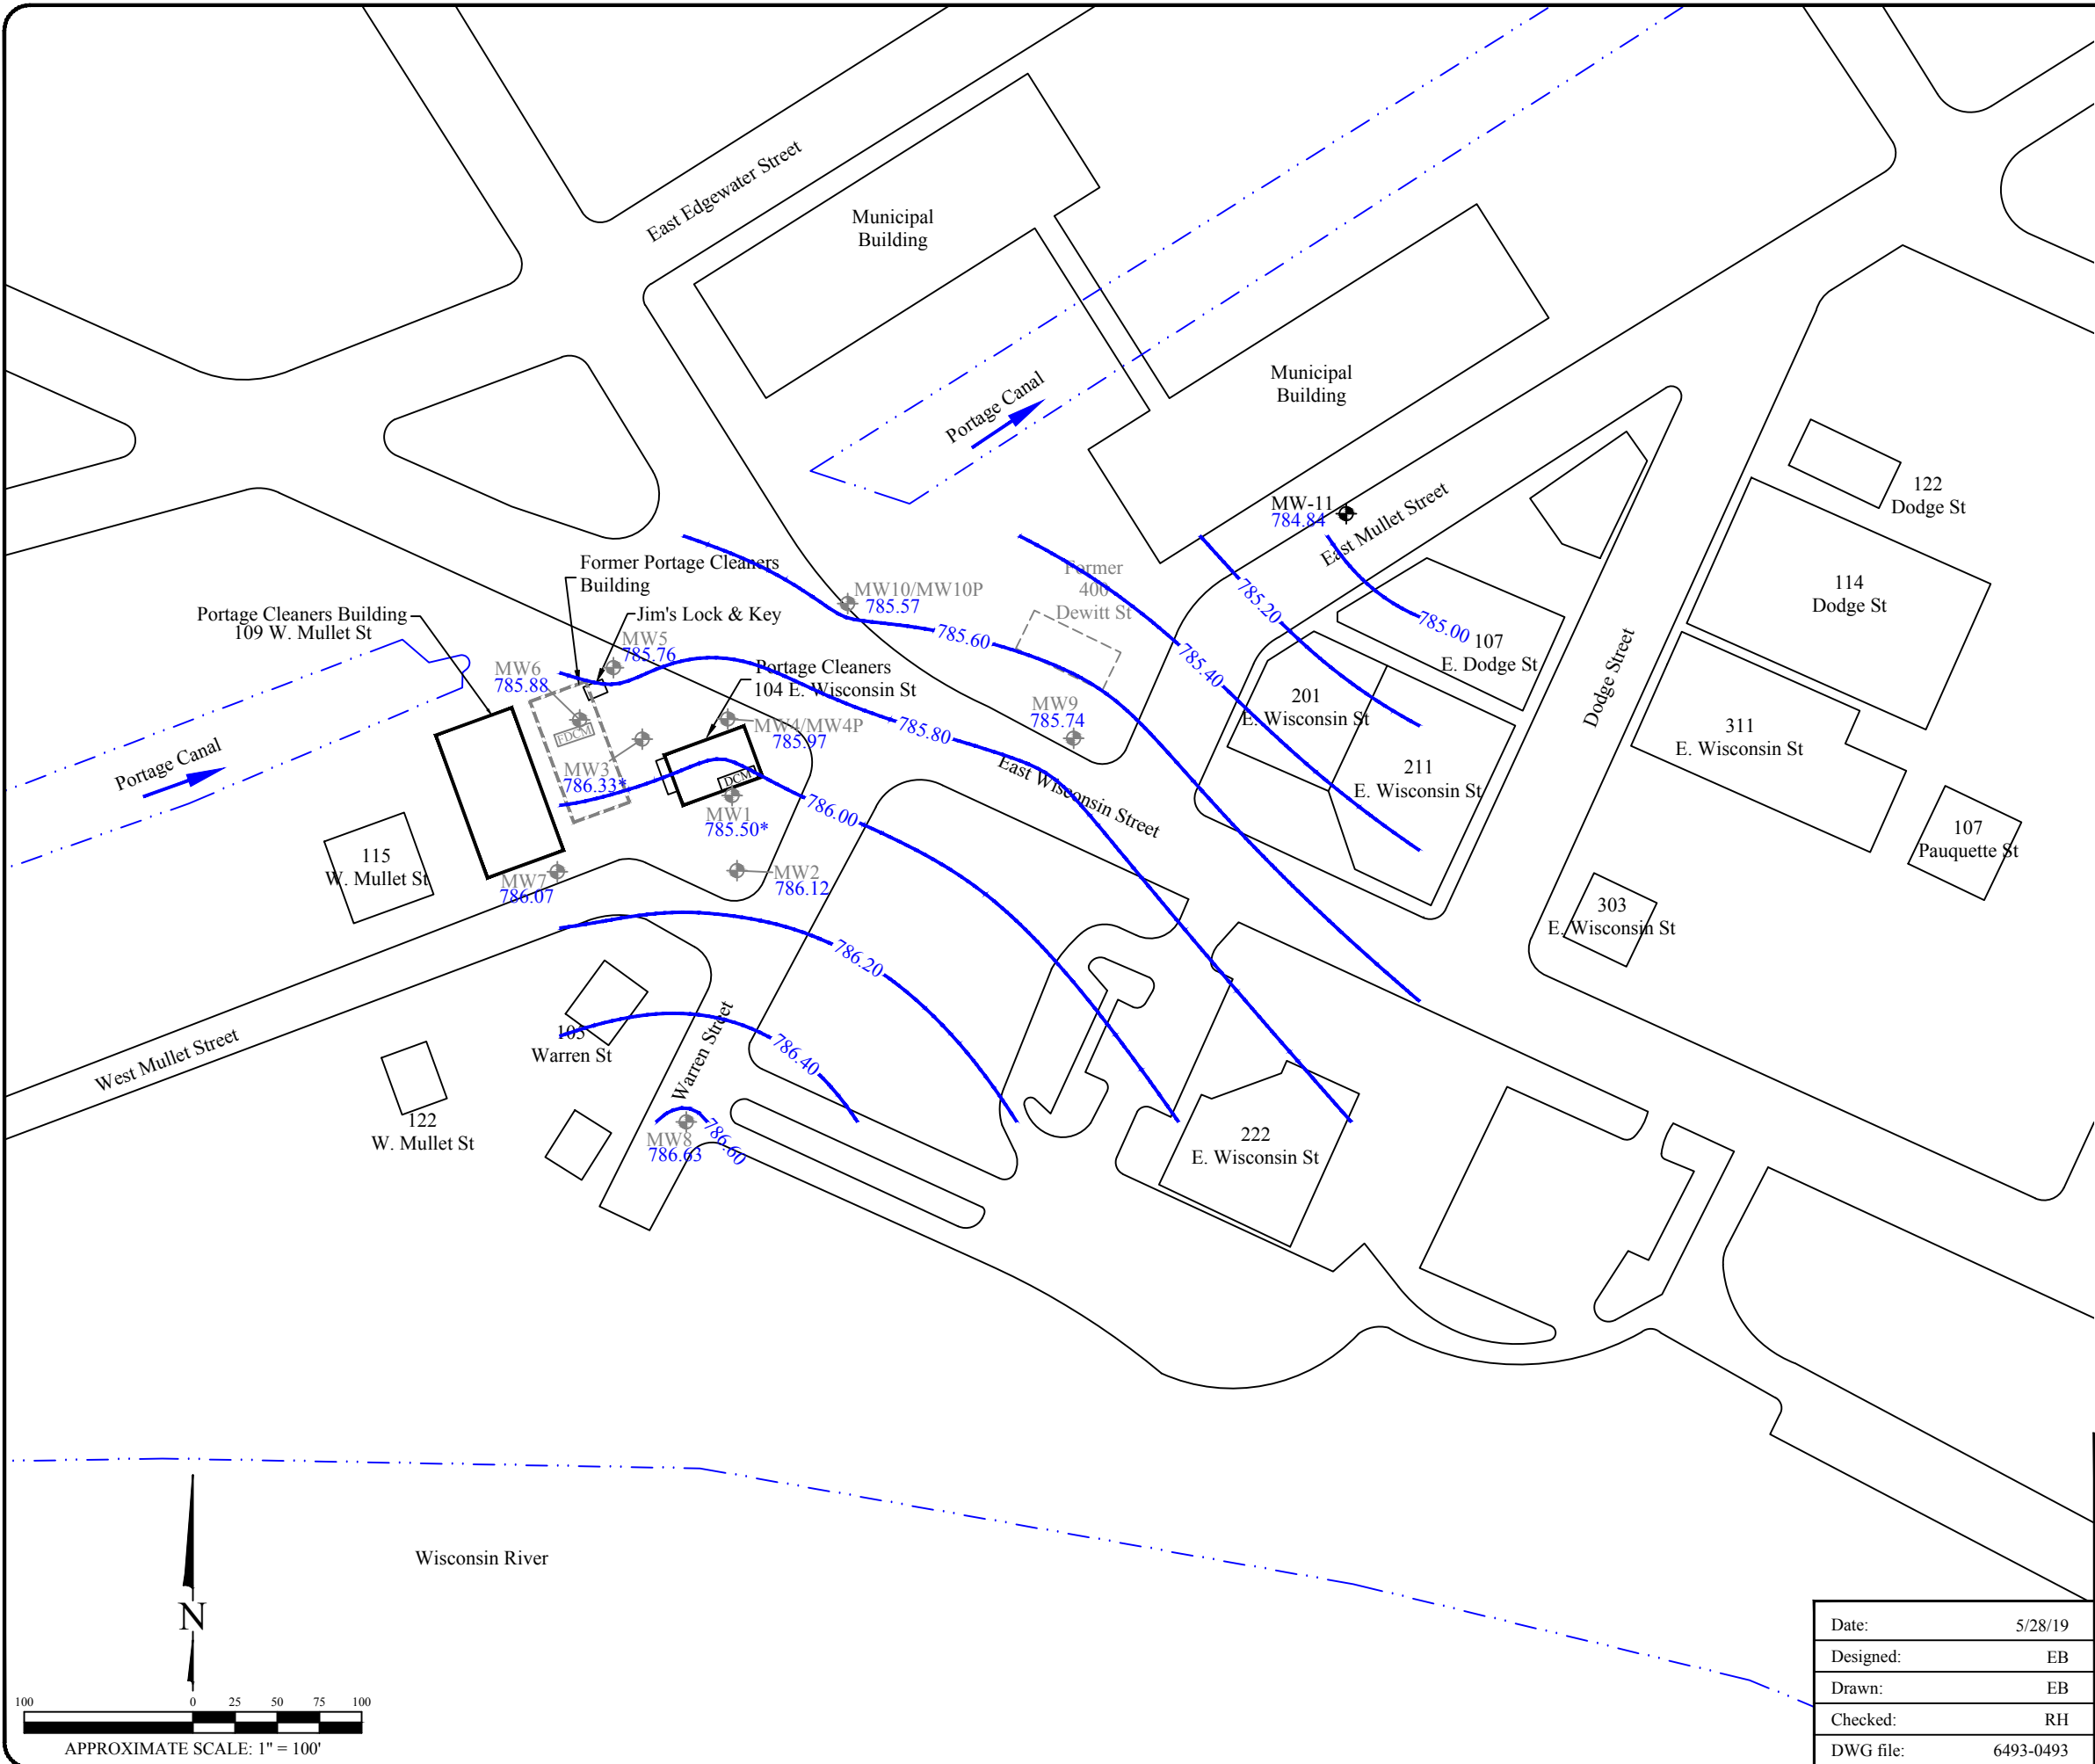 East Edgewater Street
Municipal
Building
Municipal
Building
Portage Canal
122
Dodge St
MW-11
784.84
East Mullet Street
Former Portage Cleaners
Building
Former
400
Dewitt St
MW10/MW10P
785.57
785.20
114
Dodge St
Portage Cleaners Building
109 W. Mullet St
Jim's Lock & Key
MW5
785.76
785.60
785.00
107
E. Dodge St
785.40
MW6
785.88
Portage Cleaners
104 E. Wisconsin St
Dodge Street
201
E. Wisconsin St
MW9
785.74
785.80
MW4/MW4P
785.97
FDCM
311
E. Wisconsin St
Portage Canal
MW3
786.33*
DCM
East Wisconsin Street
211
E. Wisconsin St
786.00
MW1
785.50*
107
Pauquette St
115
W. Mullet St
MW7
786.07
MW2
786.12
303
E. Wisconsin St
786.20
105
Warren St
Warren Street
786.40
West Mullet Street
122
W. Mullet St
MW8
786.63
786.60
222
E. Wisconsin St
Wisconsin River
N
100 0 25 50 75 100
APPROXIMATE SCALE: 1" = 100'
Date: 5/28/19
Designed: EB
Drawn: EB
Checked: RH
DWG file: 6493-0493